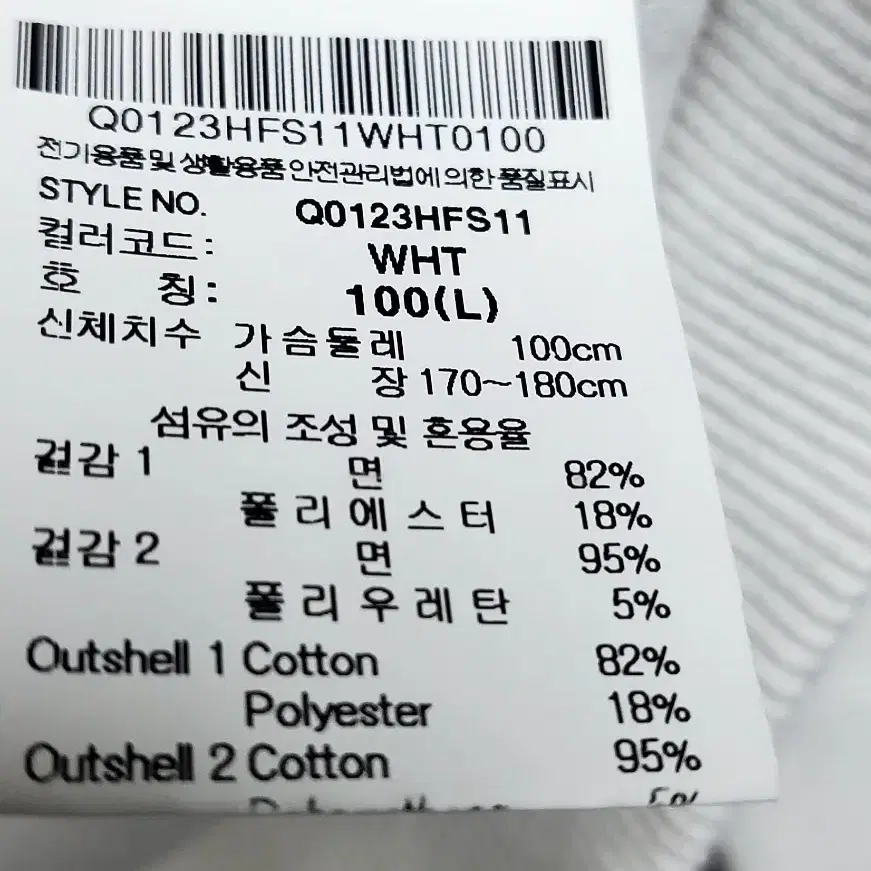 Q0123HFS11WHT0100
전기용품 및 생활용품 안전관리법에 의한 품질표시
STYLE NO. Q0123HFS11
컬러코드: WHT
호 칭: 100(L)
신체치수 가슴둘레 100cm
신 장 170~180cm
섬유의 조성 및 혼용율
겉감 1 면 82%
폴리에스터 18%
겉감 2 면 95%
폴리우레탄 5%
Outshell 1 Cotton 82%
Polyester 18%
Outshell 2 Cotton 95%